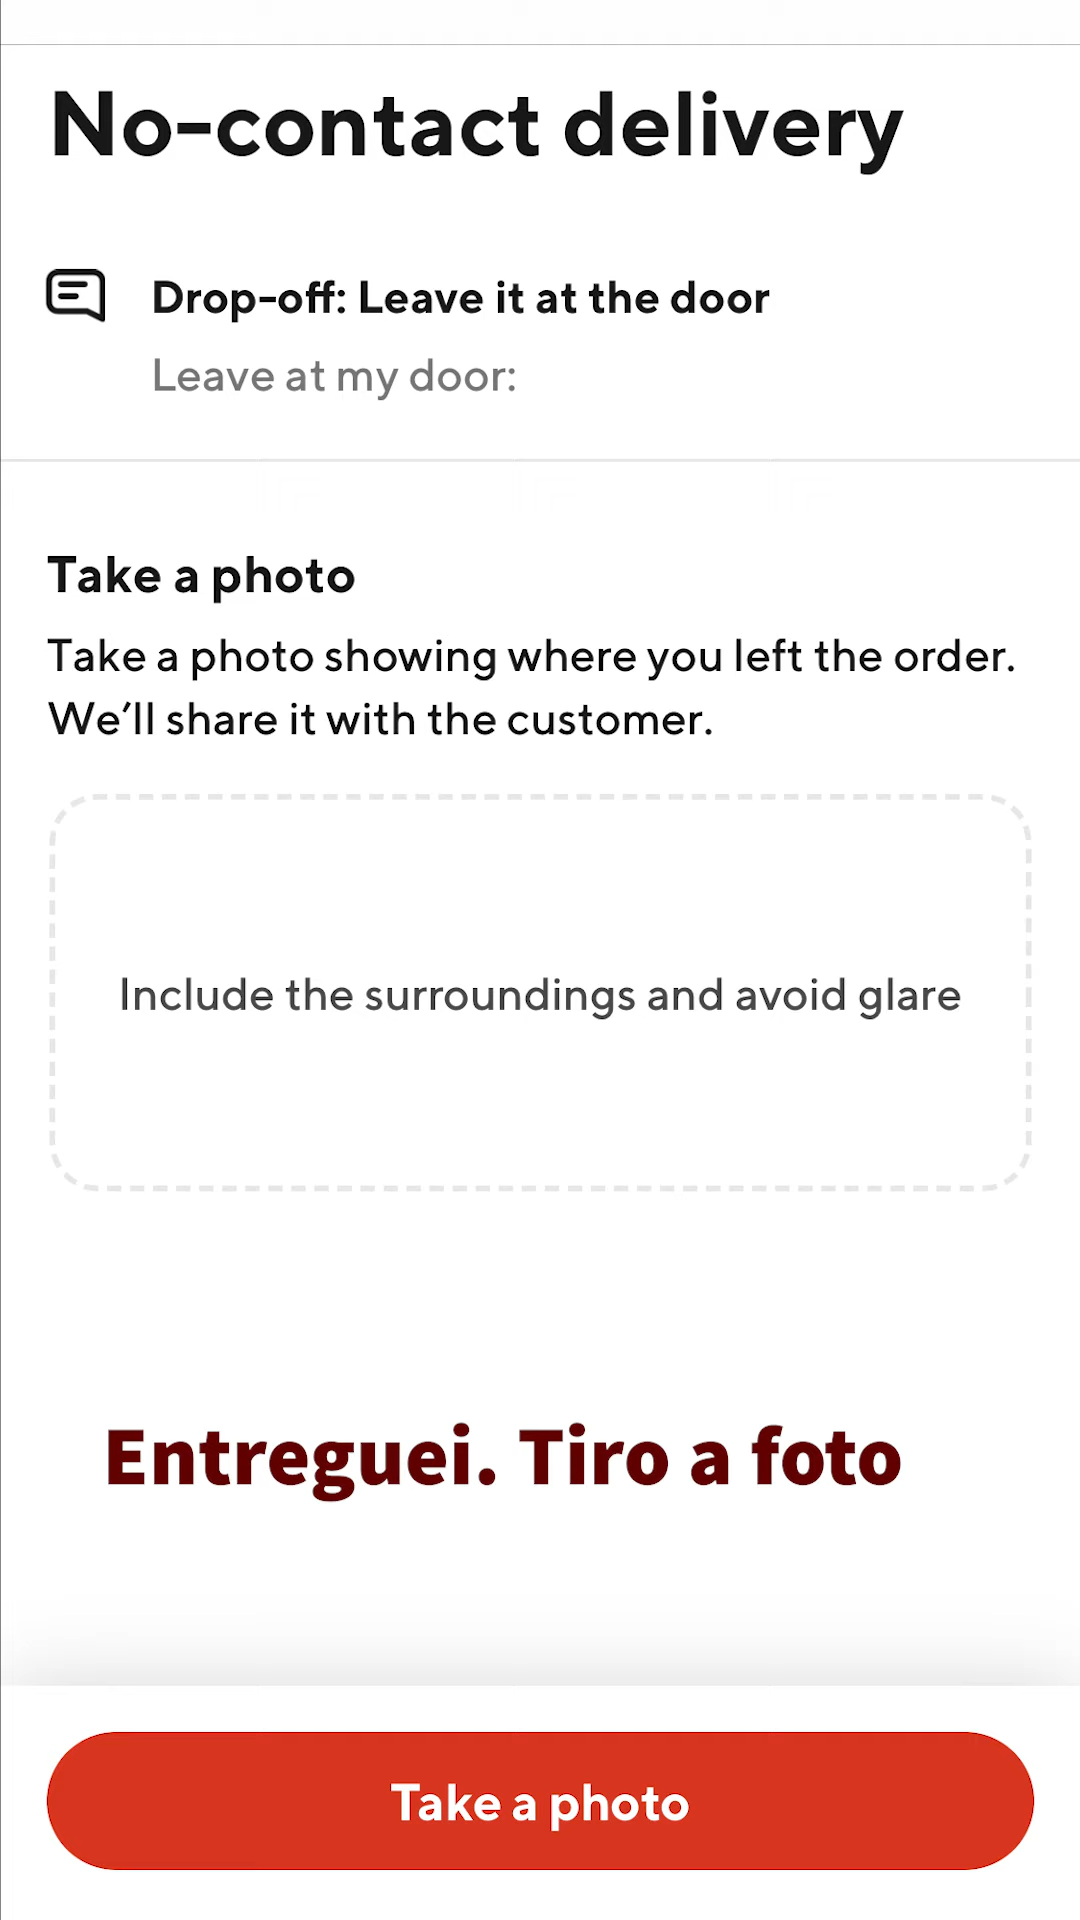 No-contact delivery
Drop-off: Leave it at the door
Leave at my door:
Take a photo
Take a photo showing where you left the order.
We’ll share it with the customer.
Include the surroundings and avoid glare
Entreguei. Tiro a foto
Take a photo